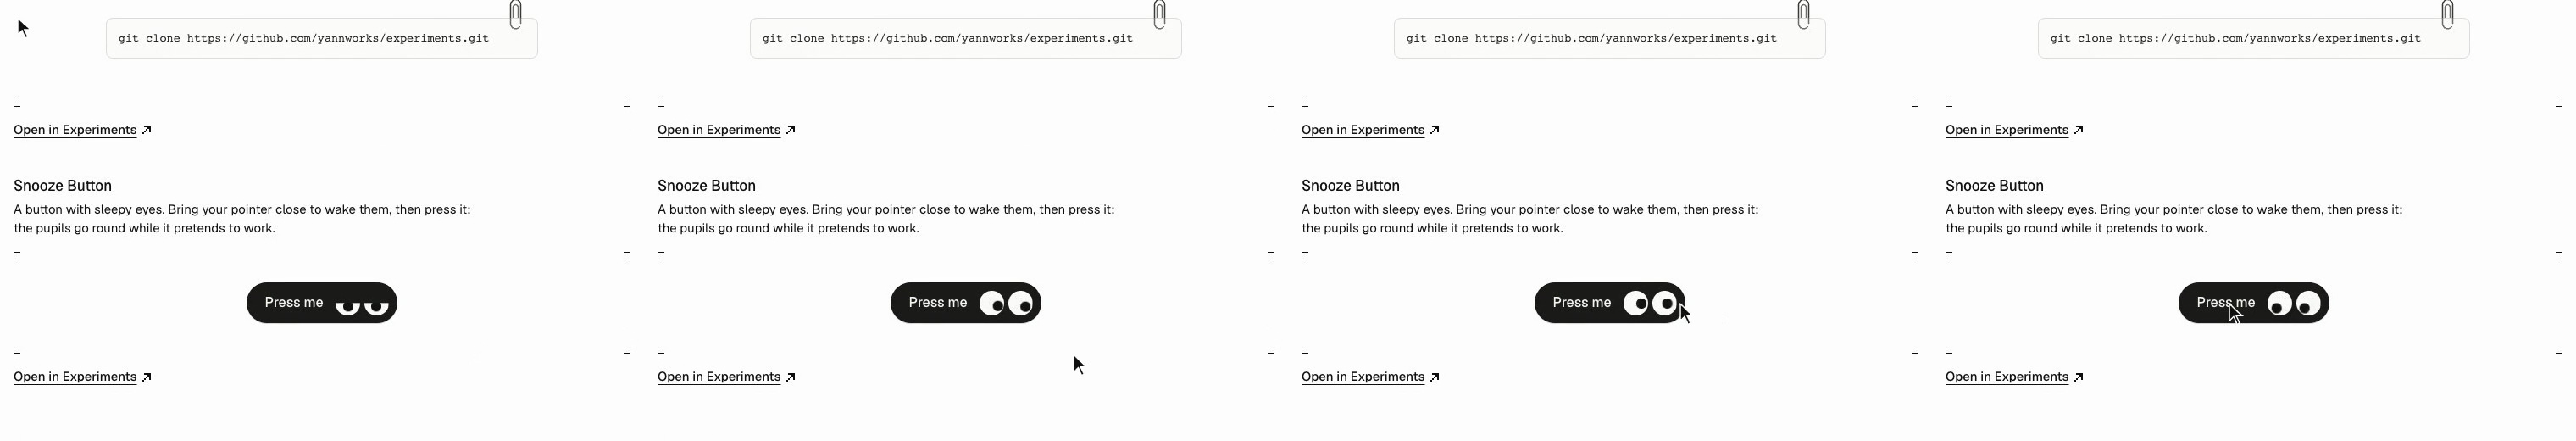 git clone https://github.com/yannworks/experiments.git
Open in Experiments
Snooze Button
A button with sleepy eyes. Bring your pointer close to wake them, then press it:
the pupils go round while it pretends to work.
Press me
Open in Experiments
git clone https://github.com/yannworks/experiments.git
Open in Experiments
Snooze Button
A button with sleepy eyes. Bring your pointer close to wake them, then press it:
the pupils go round while it pretends to work.
Press me
Open in Experiments
git clone https://github.com/yannworks/experiments.git
Open in Experiments
Snooze Button
A button with sleepy eyes. Bring your pointer close to wake them, then press it:
the pupils go round while it pretends to work.
Press me
Open in Experiments
git clone https://github.com/yannworks/experiments.git
Open in Experiments
Snooze Button
A button with sleepy eyes. Bring your pointer close to wake them, then press it:
the pupils go round while it pretends to work.
Press me
Open in Experiments